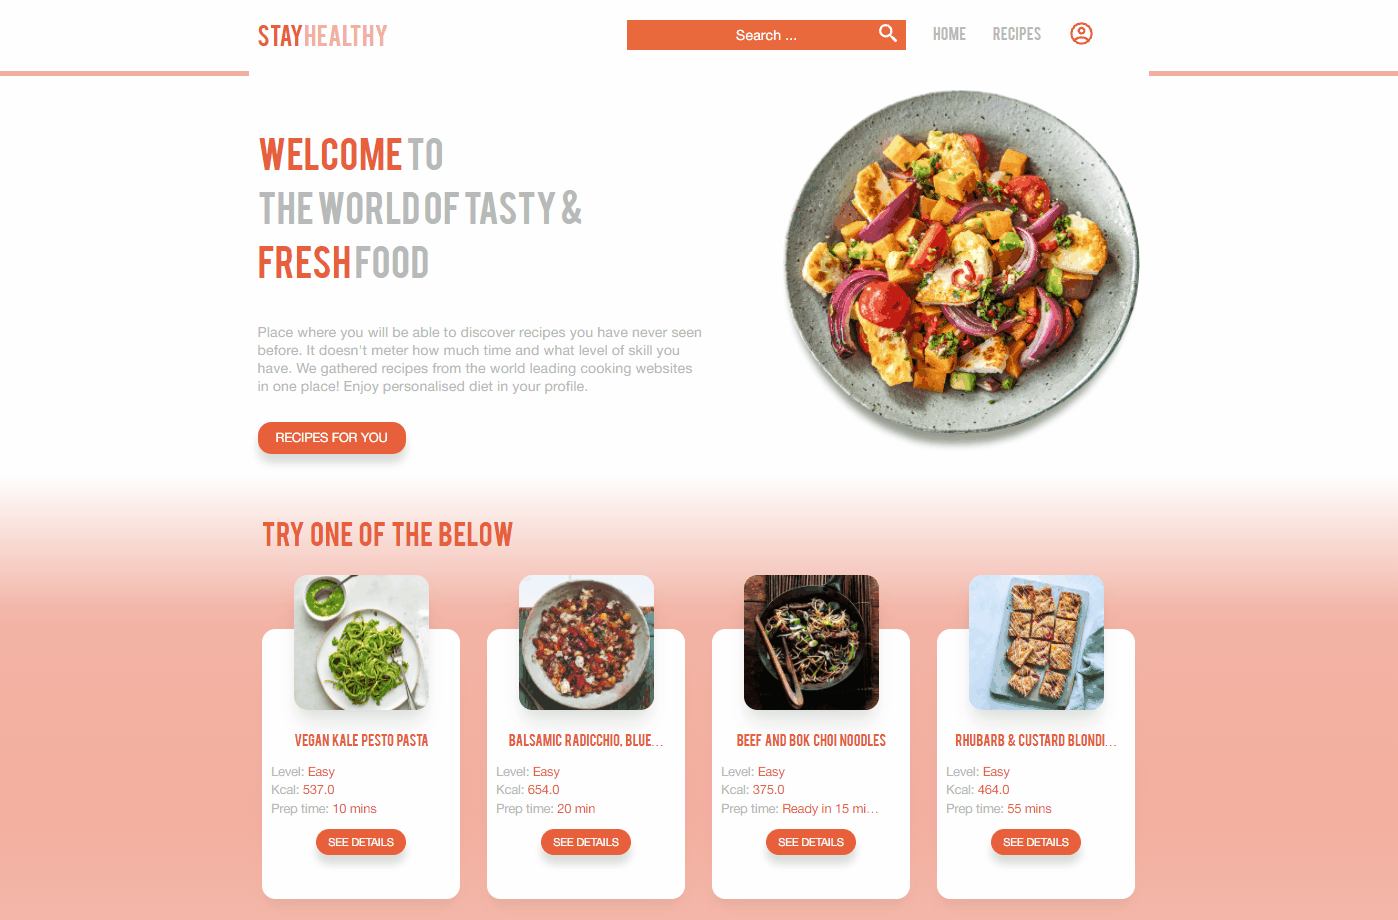 STAYHEALTHY
Search ...
HOME
RECIPES
WELCOME TO
THE WORLD OF TASTY &
FRESH FOOD
Place where you will be able to discover recipes you have never seen
before. It doesn't meter how much time and what level of skill you
have. We gathered recipes from the world leading cooking websites
in one place! Enjoy personalised diet in your profile.
RECIPES FOR YOU
TRY ONE OF THE BELOW
VEGAN KALE PESTO PASTA
Level: Easy
Kcal: 537.0
Prep time: 10 mins
SEE DETAILS
BALSAMIC RADICCHIO, BLUE...
Level: Easy
Kcal: 654.0
Prep time: 20 min
SEE DETAILS
BEEF AND BOK CHOI NOODLES
Level: Easy
Kcal: 375.0
Prep time: Ready in 15 mi...
SEE DETAILS
RHUBARB & CUSTARD BLONDI...
Level: Easy
Kcal: 464.0
Prep time: 55 mins
SEE DETAILS